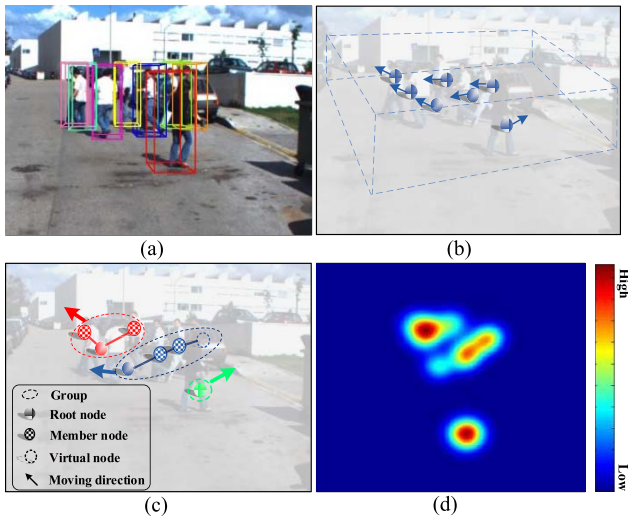 (a)
(b)
Group
Root node
Member node
Virtual node
Moving direction
(c)
(d)
High
Low